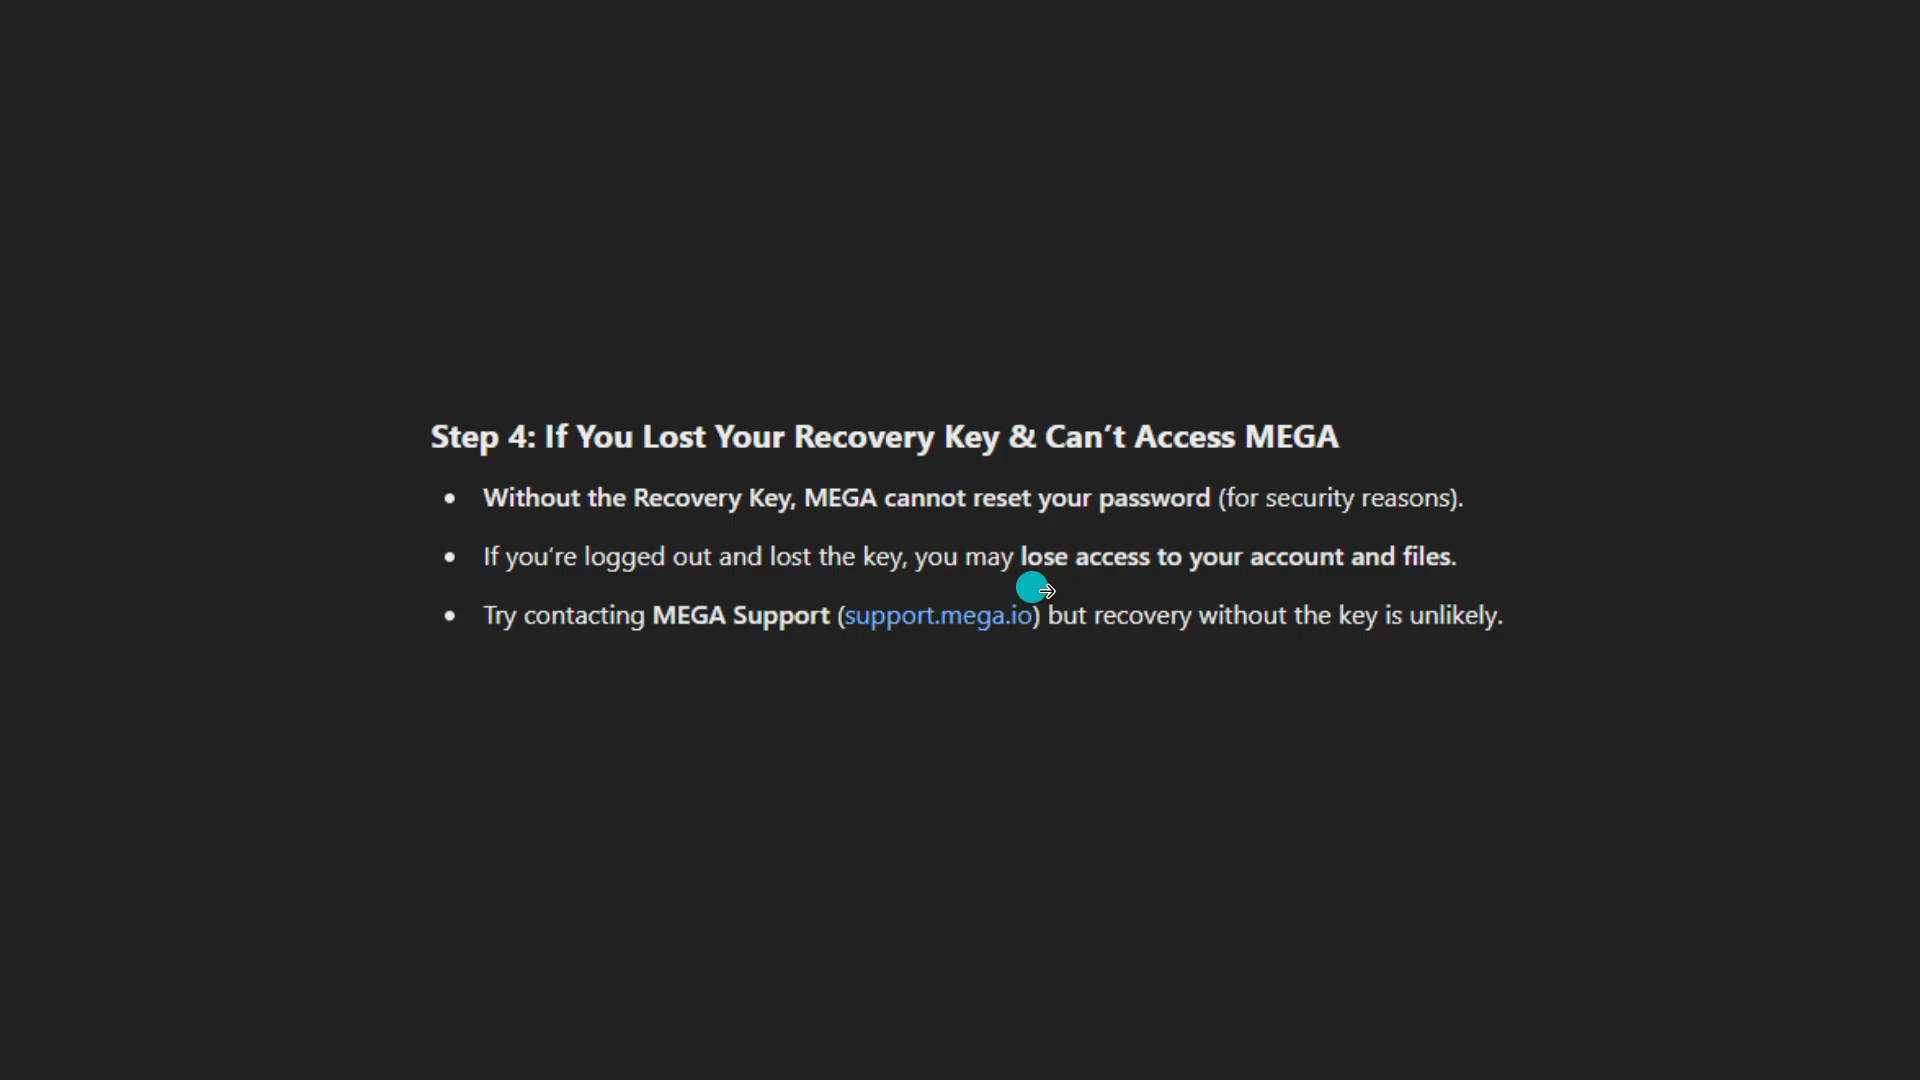 Step 4: If You Lost Your Recovery Key & Can’t Access MEGA
• Without the Recovery Key, MEGA cannot reset your password (for security reasons).
• If you’re logged out and lost the key, you may lose access to your account and files.
• Try contacting MEGA Support (support.mega.io) but recovery without the key is unlikely.